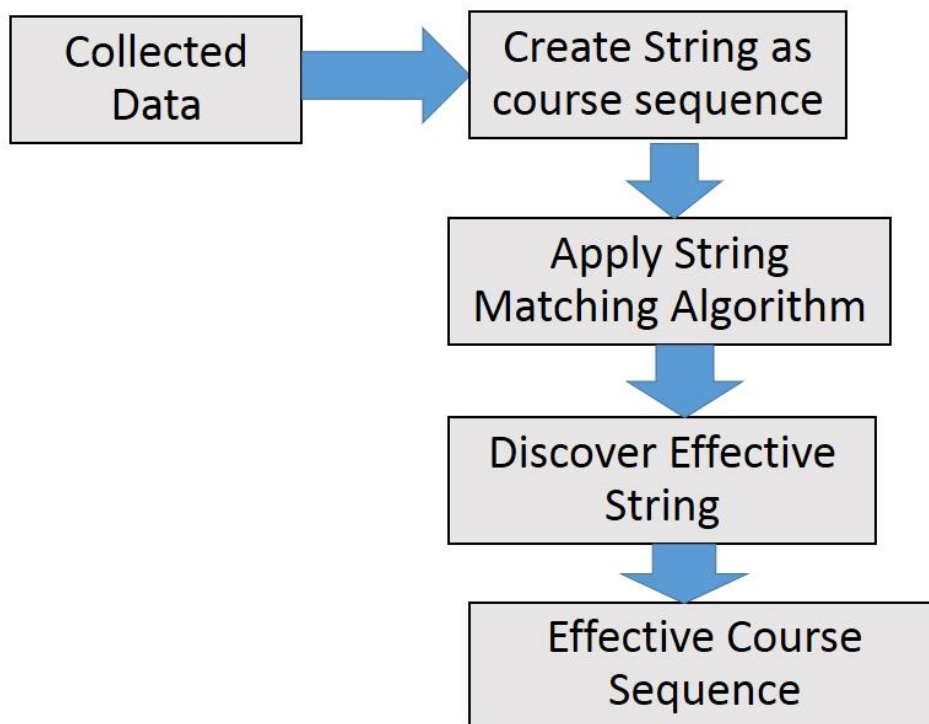 Collected
Data
Create String as
course sequence
Apply String
Matching Algorithm
Discover Effective
String
Effective Course
Sequence